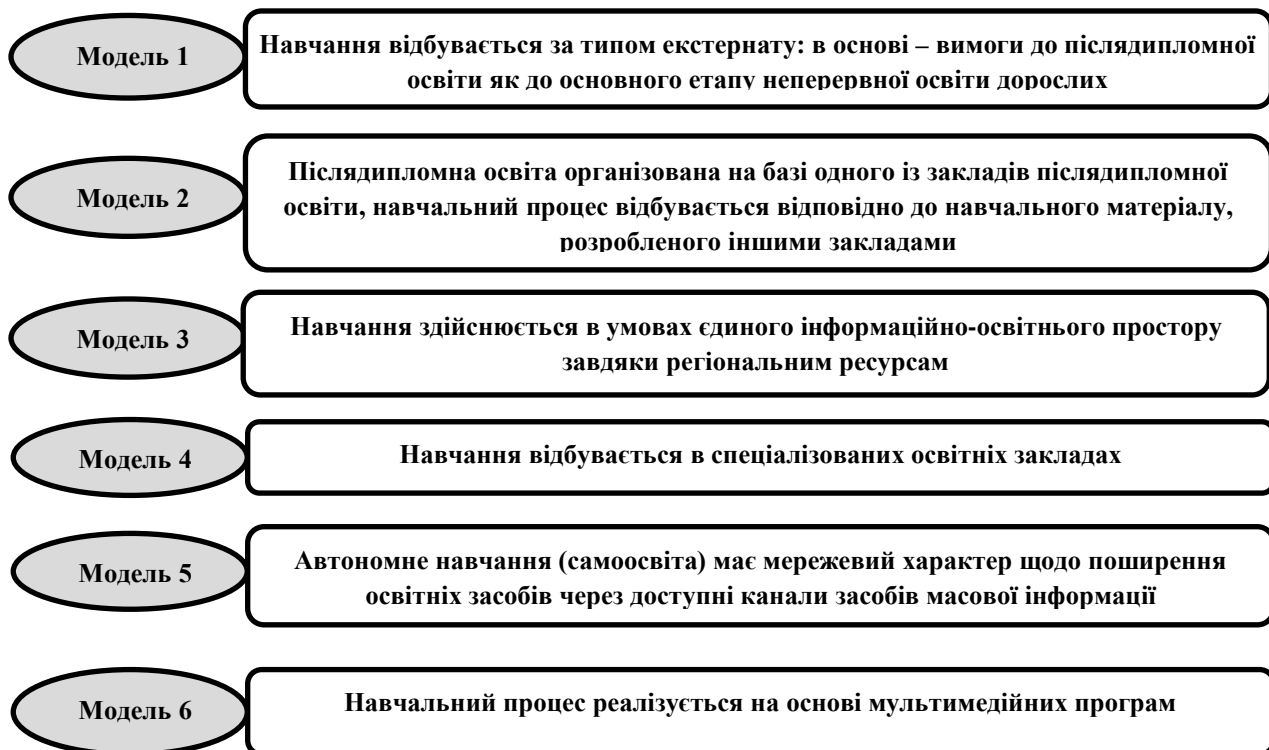 Модель 1
Навчання відбувається за типом екстернату: в основі – вимоги до післядипломної
освіти як до основного етапу неперервної освіти дорослих
Модель 2
Післядипломна освіта організована на базі одного із закладів післядипломної
освіти, навчальний процес відбувається відповідно до навчального матеріалу,
розробленого іншими закладами
Модель 3
Навчання здійснюється в умовах єдиного інформаційно-освітнього простору
завдяки регіональним ресурсам
Модель 4
Навчання відбувається в спеціалізованих освітніх закладах
Модель 5
Автономне навчання (самоосвіта) має мережевий характер щодо поширення
освітніх засобів через доступні канали засобів масової інформації
Модель 6
Навчальний процес реалізується на основі мультимедійних програм